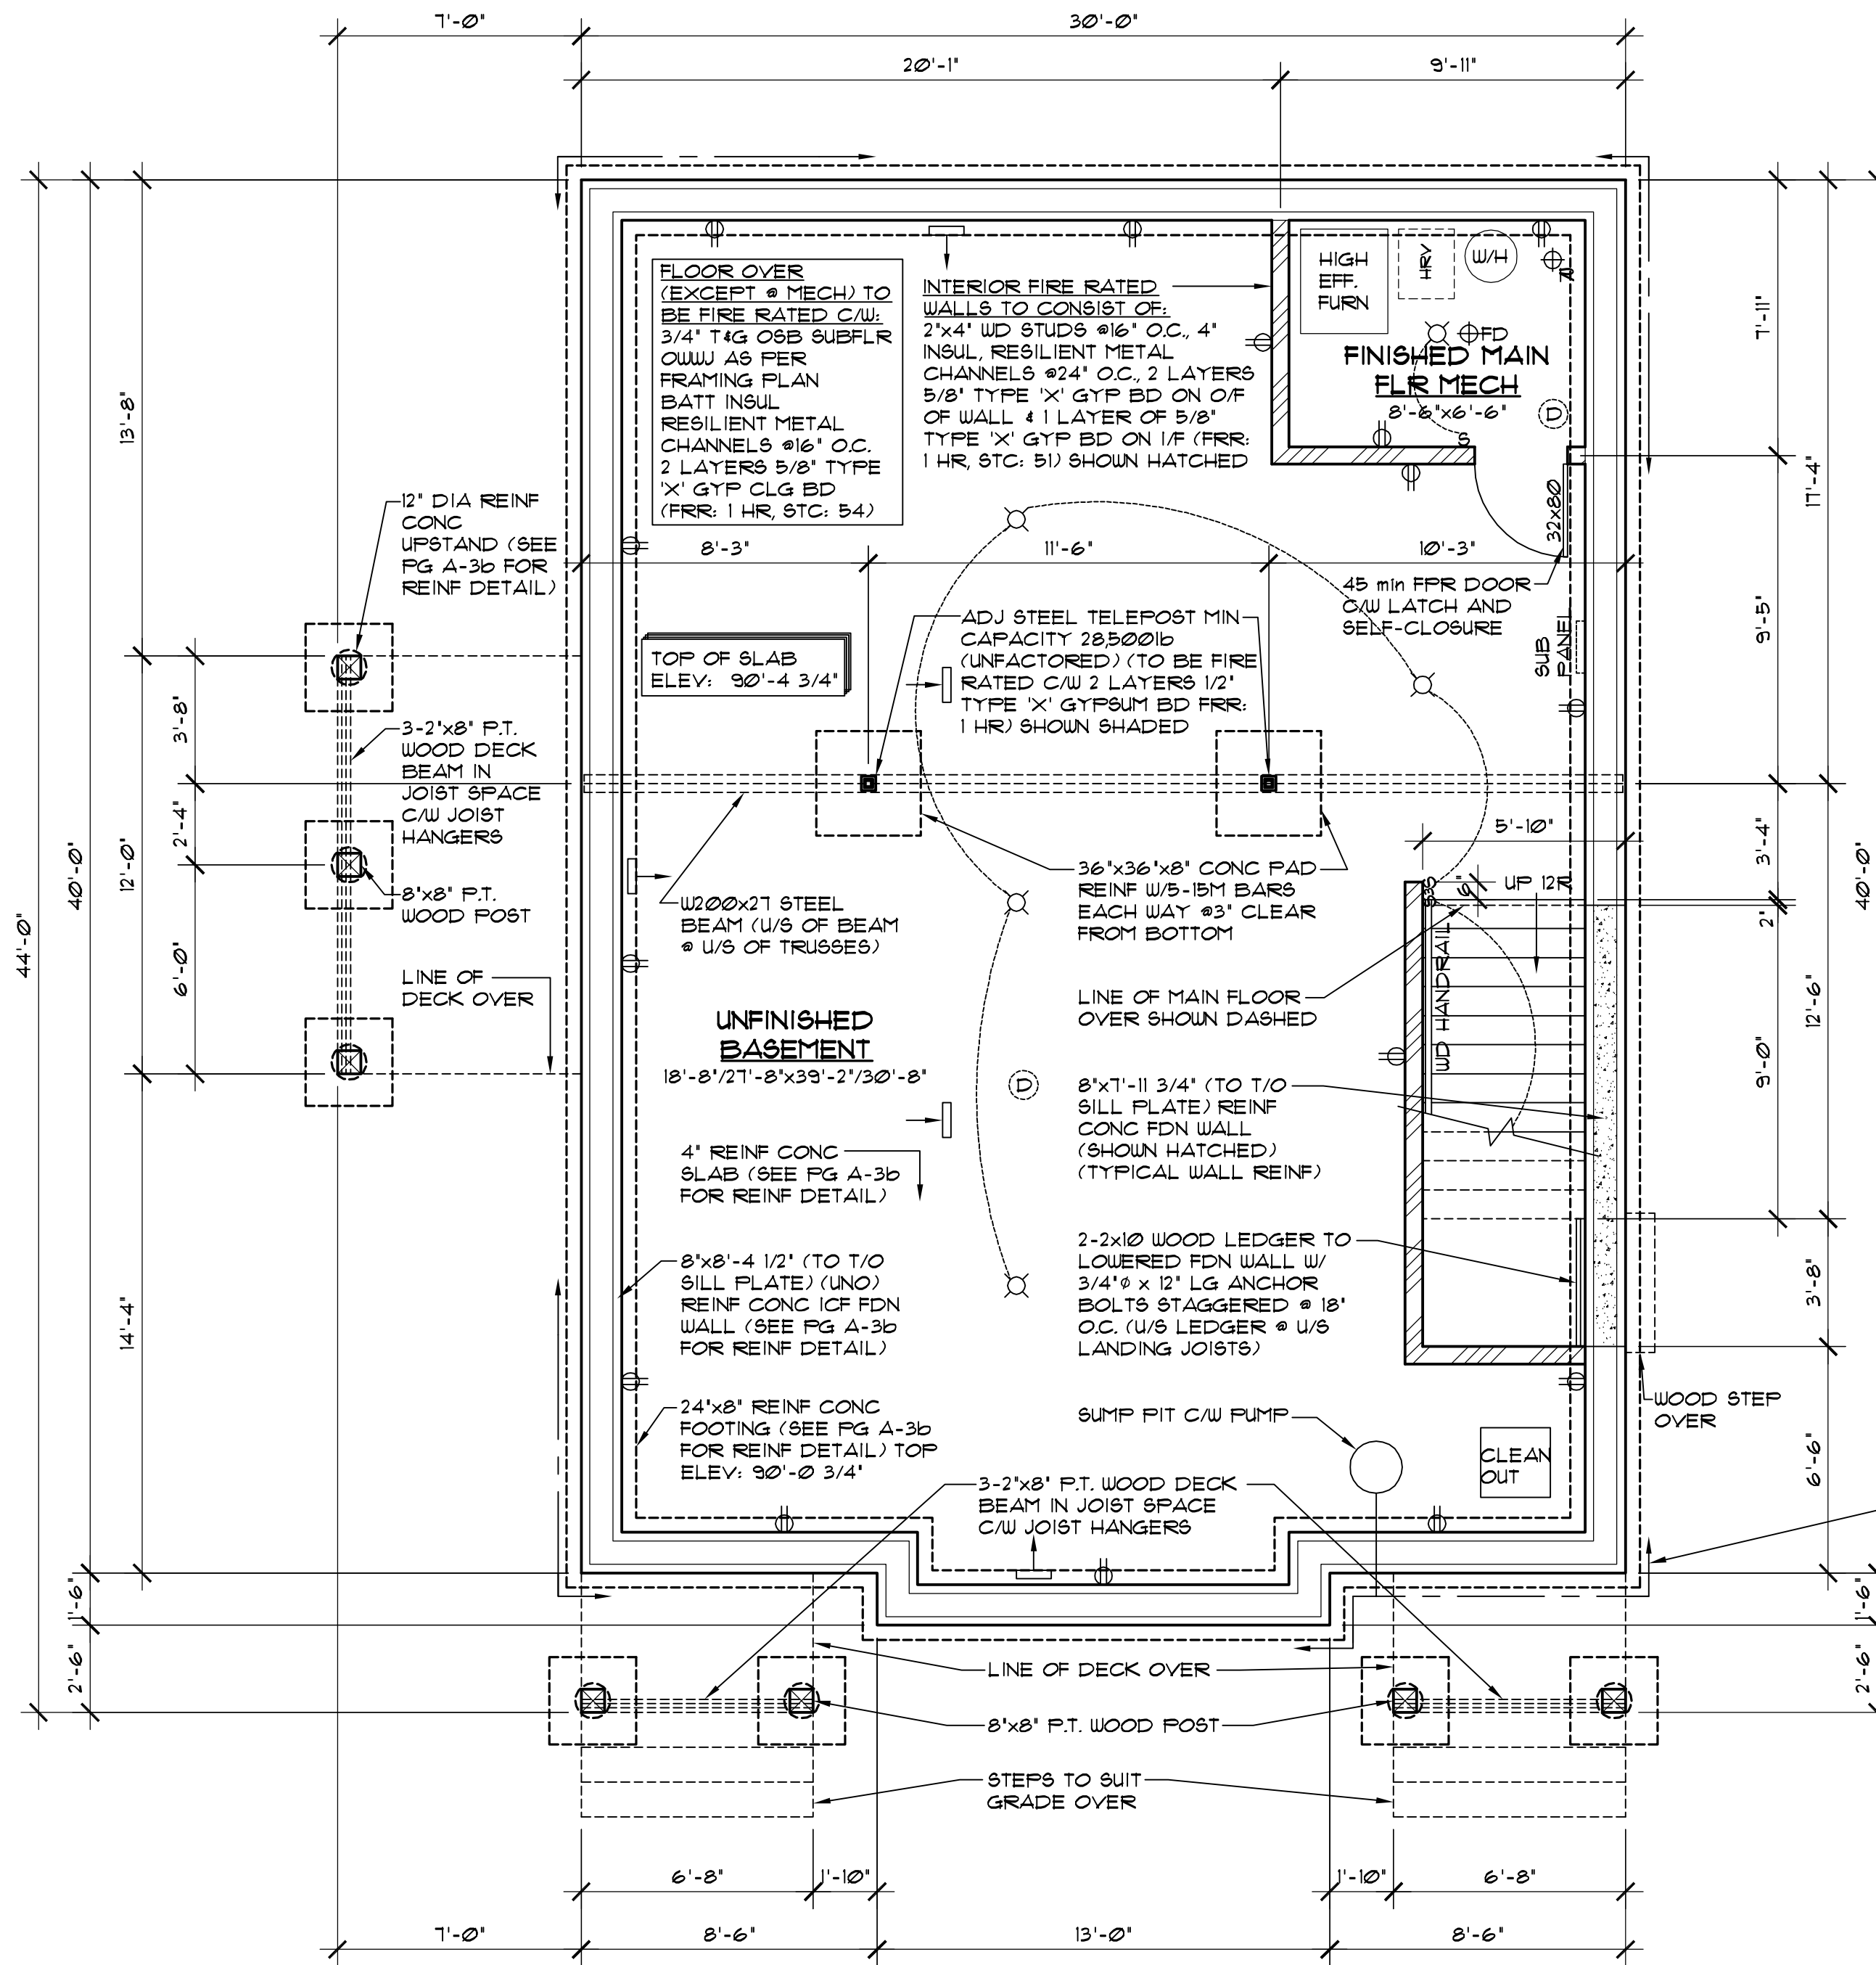 7'-0"
30'-0"
20'-1"
9'-11"
FLOOR OVER
(EXCEPT @ MECH) TO
BE FIRE RATED C/W:
3/4" T&G OSB SUBFLR
OWWJ AS PER
FRAMING PLAN
BATT INSUL
RESILIENT METAL
CHANNELS @16" O.C.
2 LAYERS 5/8" TYPE
'X' GYP CLG BD
(FRR: 1 HR, STC: 54)
INTERIOR FIRE RATED
WALLS TO CONSIST OF:
2"x4" WD STUDS @16" O.C., 4"
INSUL, RESILIENT METAL
CHANNELS @24" O.C., 2 LAYERS
5/8" TYPE 'X' GYP BD ON O/F
OF WALL & 1 LAYER OF 5/8"
TYPE 'X' GYP BD ON I/F (FRR:
1 HR, STC: 51) SHOWN HATCHED
HIGH
EFF.
FURN
HRV
W/H
FD
FINISHED MAIN
FLR MECH
8'-6"x6'-6"
D
S
32x80
7'-11"
17'-4"
13'-8"
12" DIA REINF
CONC
UPSTAND (SEE
PG A-3b FOR
REINF DETAIL)
8'-3"
11'-6"
10'-3"
45 min FPR DOOR
C/W LATCH AND
SELF-CLOSURE
9'-5"
SUB
PANEL
TOP OF SLAB
ELEV: 90'-4 3/4"
ADJ STEEL TELEPOST MIN
CAPACITY 28,500lb
(UNFACTORED) (TO BE FIRE
RATED C/W 2 LAYERS 1/2"
TYPE 'X' GYPSUM BD FRR:
1 HR) SHOWN SHADED
3'-8"
3-2"x8" P.T.
WOOD DECK
BEAM IN
JOIST SPACE
C/W JOIST
HANGERS
2'-4"
12'-0"
40'-0"
44'-0"
8"x8" P.T.
WOOD POST
6'-0"
LINE OF
DECK OVER
W200x27 STEEL
BEAM (U/S OF BEAM
@ U/S OF TRUSSES)
36"x36"x8" CONC PAD
REINF W/5-15M BARS
EACH WAY @3" CLEAR
FROM BOTTOM
5'-10"
3'-4"
40'-0"
6"
UP 12R
2"
WD HANDRAIL
LINE OF MAIN FLOOR
OVER SHOWN DASHED
12'-6"
9'-0"
UNFINISHED
BASEMENT
18'-8"/27'-8"x39'-2"/30'-8"
D
8"x7'-11 3/4" (TO T/O
SILL PLATE) REINF
CONC FDN WALL
(SHOWN HATCHED)
(TYPICAL WALL REINF)
4" REINF CONC
SLAB (SEE PG A-3b
FOR REINF DETAIL)
2-2x10 WOOD LEDGER TO
LOWERED FDN WALL W/
3/4"φ x 12" LG ANCHOR
BOLTS STAGGERED @ 18"
O.C. (U/S LEDGER @ U/S
LANDING JOISTS)
3'-8"
14'-4"
8"x8'-4 1/2" (TO T/O
SILL PLATE) (UNO)
REINF CONC ICF FDN
WALL (SEE PG A-3b
FOR REINF DETAIL)
24"x8" REINF CONC
FOOTING (SEE PG A-3b
FOR REINF DETAIL) TOP
ELEV: 90'-0 3/4"
SUMP PIT C/W PUMP
CLEAN
OUT
WOOD STEP
OVER
6'-6"
3-2"x8" P.T. WOOD DECK
BEAM IN JOIST SPACE
C/W JOIST HANGERS
1'-6"
1'-6"
2'-6"
2'-6"
LINE OF DECK OVER
8"x8" P.T. WOOD POST
STEPS TO SUIT
GRADE OVER
6'-8"
1'-10"
1'-10"
6'-8"
7'-0"
8'-6"
13'-0"
8'-6"